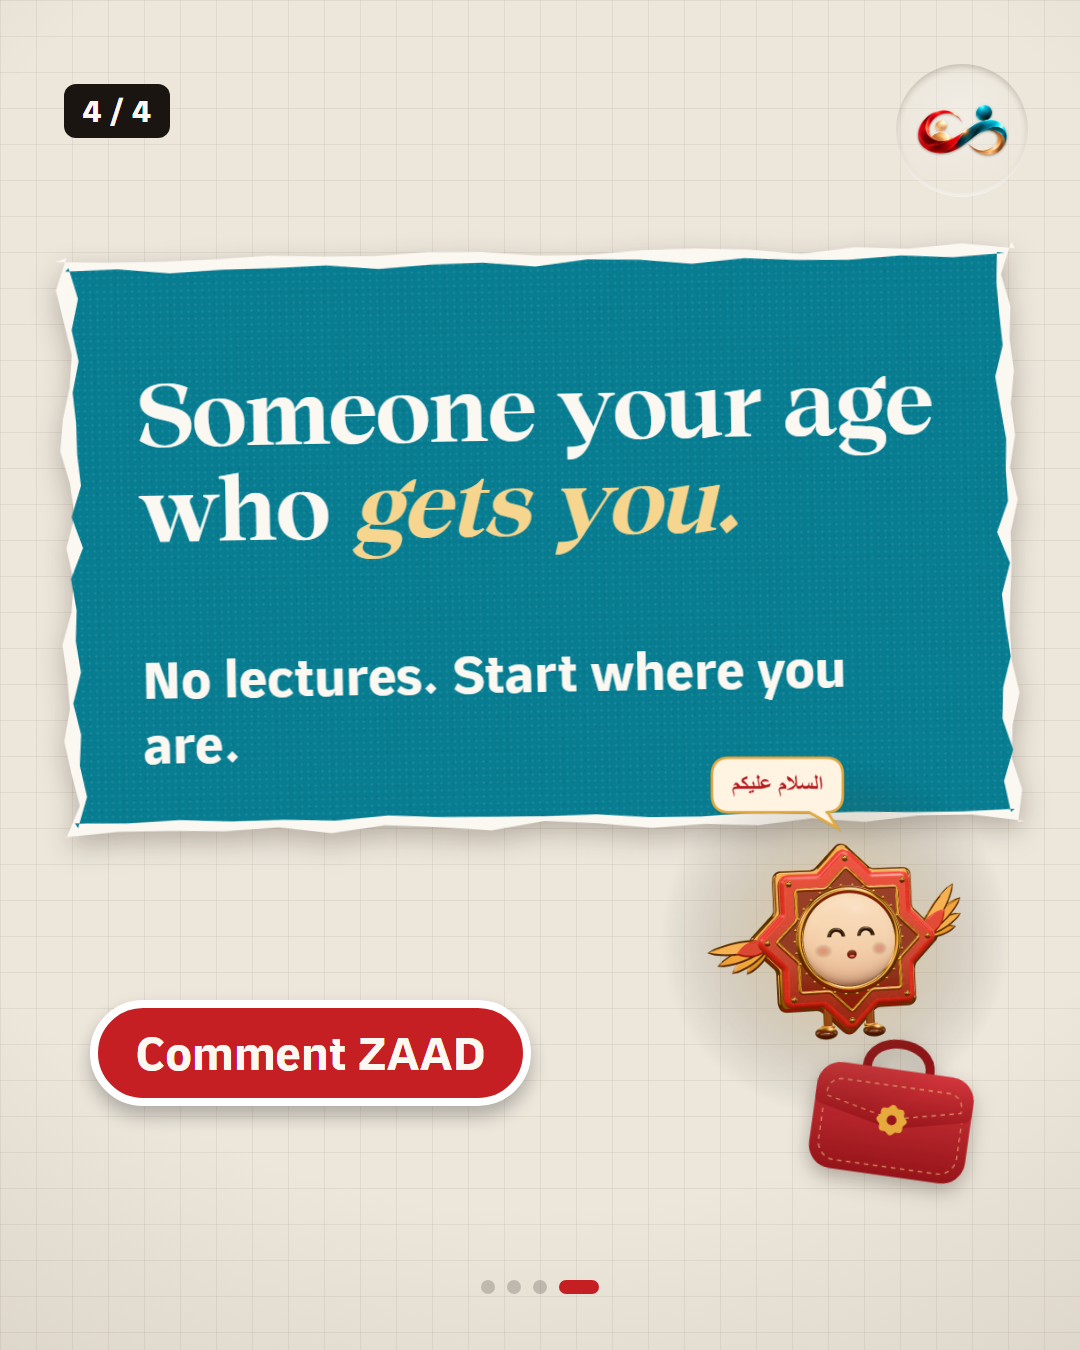 4 / 4
Someone your age
who gets you.
No lectures. Start where you
are.
السلام عليكم
Comment ZAAD